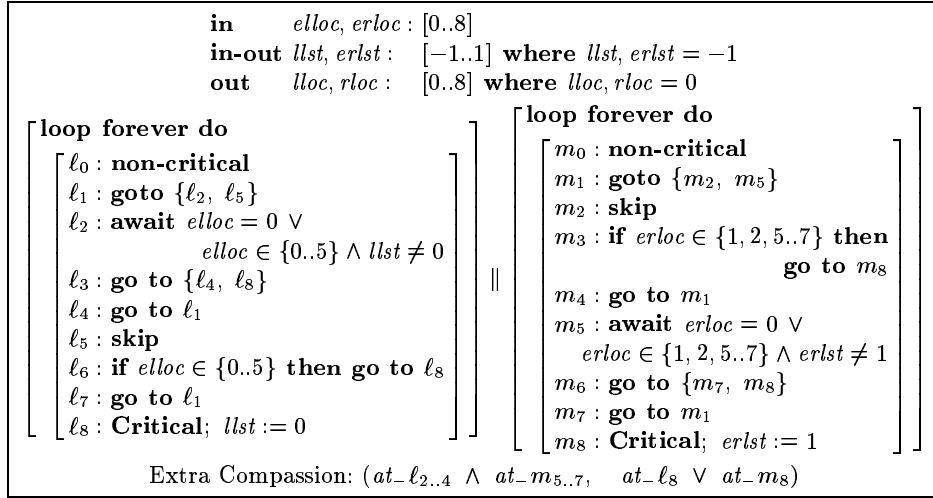 in elloc, erloc : [0..8]
in-out llst, erlst : [−1..1] where llst, erlst = −1
out lloc, rloc : [0..8] where lloc, rloc = 0
loop forever do
ℓ0 : non-critical
ℓ1 : goto {ℓ2, ℓ5}
ℓ2 : await elloc = 0 ∨
elloc ∈ {0..5} ∧ llst ≠ 0
ℓ3 : go to {ℓ4, ℓ8}
ℓ4 : go to ℓ1
ℓ5 : skip
ℓ6 : if elloc ∈ {0..5} then go to ℓ8
ℓ7 : go to ℓ1
ℓ8 : Critical; llst := 0
||
loop forever do
m0 : non-critical
m1 : goto {m2, m5}
m2 : skip
m3 : if erloc ∈ {1, 2, 5..7} then
go to m8
m4 : go to m1
m5 : await erloc = 0 ∨
erloc ∈ {1, 2, 5..7} ∧ erlst ≠ 1
m6 : go to {m7, m8}
m7 : go to m1
m8 : Critical; erlst := 1
Extra Compassion: (at_ℓ2..4 ∧ at_m5..7, at_ℓ8 ∨ at_m8)